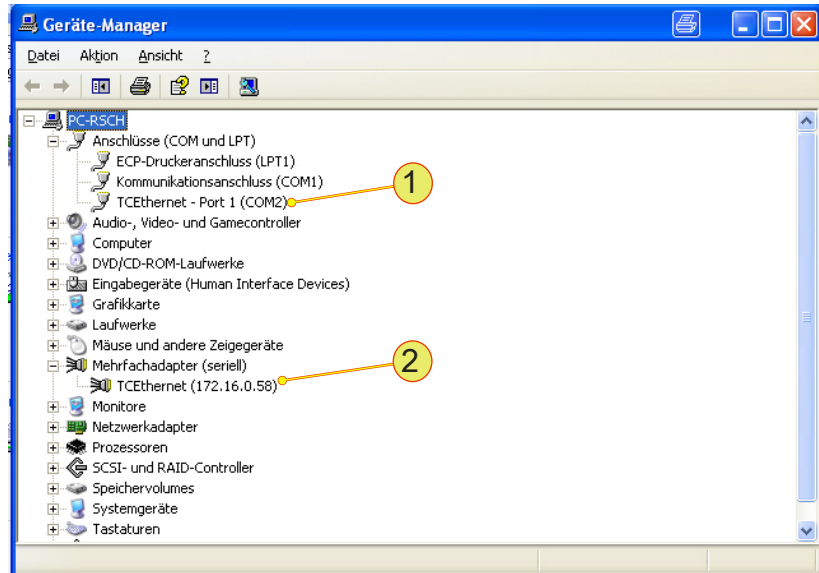 Geräte-Manager
Datei Aktion Ansicht ?
PC-RSCH
Anschlüsse (COM und LPT)
ECP-Druckeranschluss (LPT1)
Kommunikationsanschluss (COM1)
1
TCEthernet - Port 1 (COM2)
Audio-, Video- und Gamecontroller
Computer
DVD/CD-ROM-Laufwerke
Eingabegeräte (Human Interface Devices)
Grafikkarte
Laufwerke
Mäuse und andere Zeigegeräte
Mehrfachadapter (seriell)
2
TCEthernet (172.16.0.58)
Monitore
Netzwerkadapter
Prozessoren
SCSI- und RAID-Controller
Speichervolumes
Systemgeräte
Tastaturen